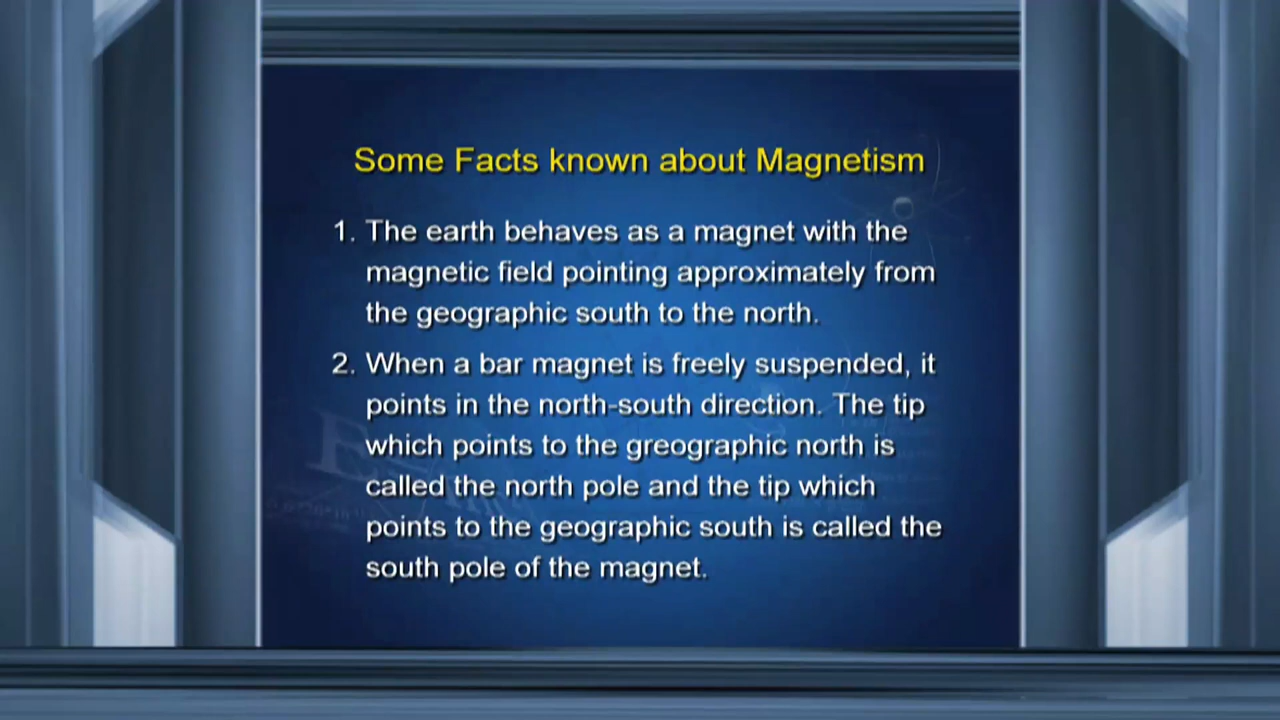 Some Facts known about Magnetism
1. The earth behaves as a magnet with the
magnetic field pointing approximately from
the geographic south to the north.
2. When a bar magnet is freely suspended, it
points in the north-south direction. The tip
which points to the greographic north is
called the north pole and the tip which
points to the geographic south is called the
south pole of the magnet.